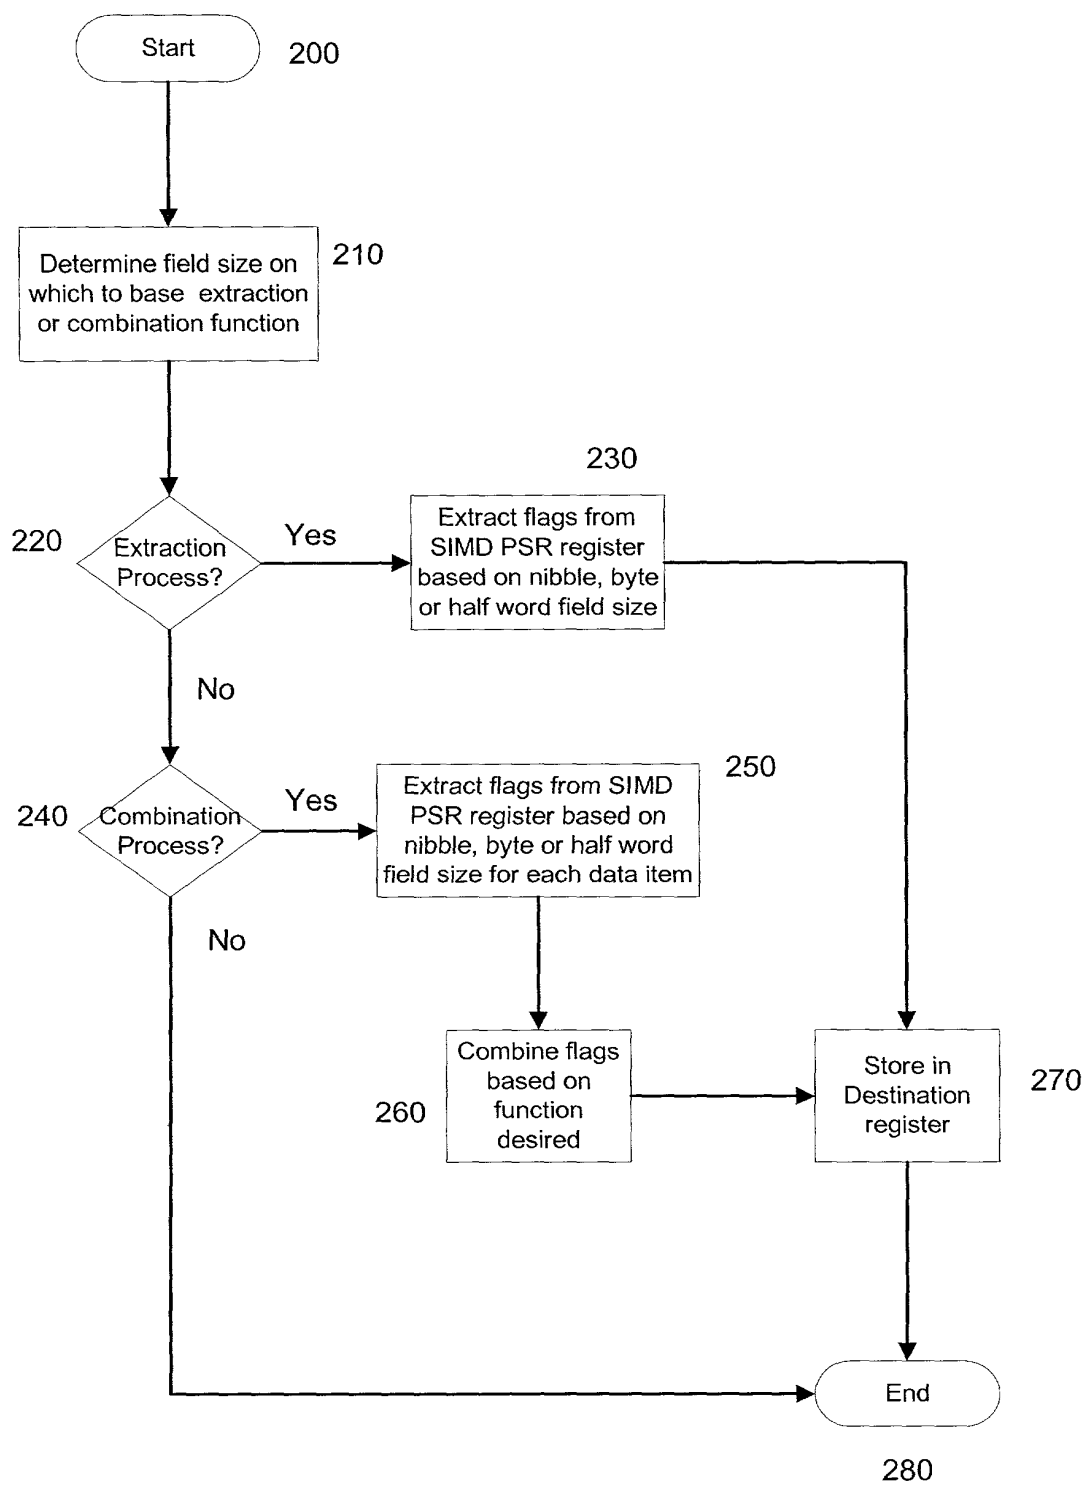 Start
200
Determine field size on
which to base extraction
or combination function
210
220
Extraction
Process?
Yes
230
Extract flags from
SIMD PSR register
based on nibble, byte
or half word field size
No
240
Combination
Process?
Yes
250
Extract flags from SIMD
PSR register based on
nibble, byte or half word
field size for each data item
No
260
Combine flags
based on
function
desired
Store in
Destination
register
270
End
280